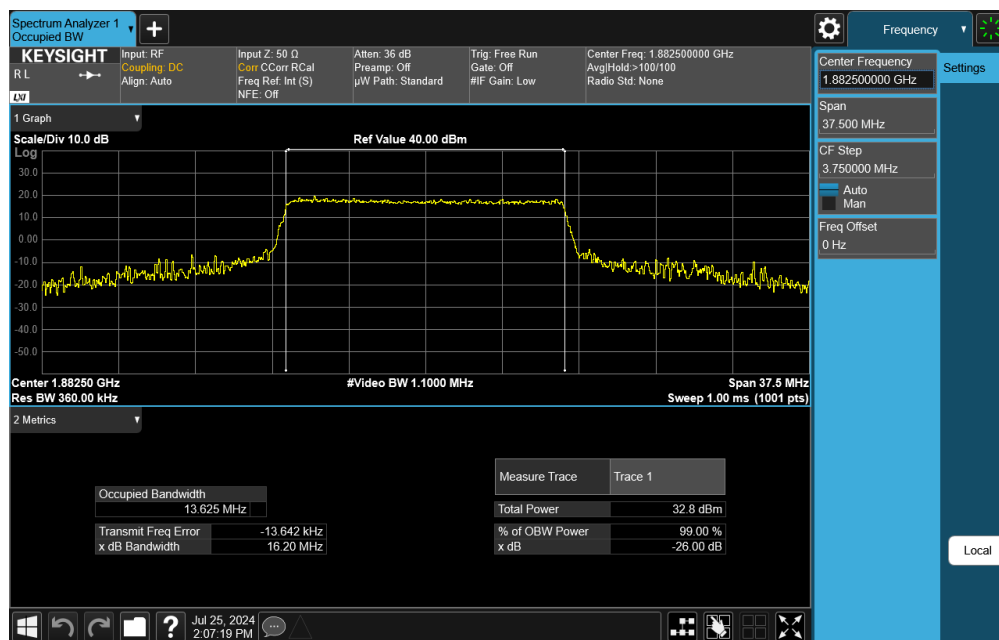 Spectrum Analyzer 1
Occupied BW
Frequency
KEYSIGHT
R L
LXI
Input: RF
Coupling: DC
Align: Auto
Input Z: 50 Ω
Corr CCorr RCal
Freq Ref: Int (S)
NFE: Off
Atten: 36 dB
Preamp: Off
µW Path: Standard
Trig: Free Run
Gate: Off
#IF Gain: Low
Center Freq: 1.882500000 GHz
Avg|Hold:>100/100
Radio Std: None
Center Frequency
1.882500000 GHz
Settings
Span
37.500 MHz
CF Step
3.750000 MHz
Auto
Man
Freq Offset
0 Hz
Local
1 Graph
Scale/Div 10.0 dB
Ref Value 40.00 dBm
Log
30.0
20.0
10.0
0.00
-10.0
-20.0
-30.0
-40.0
-50.0
Center 1.88250 GHz
#Video BW 1.1000 MHz
Span 37.5 MHz
Res BW 360.00 kHz
Sweep 1.00 ms (1001 pts)
2 Metrics
Occupied Bandwidth
13.625 MHz
Transmit Freq Error -13.642 kHz
x dB Bandwidth 16.20 MHz
Measure Trace Trace 1
Total Power 32.8 dBm
% of OBW Power 99.00 %
x dB -26.00 dB
?
Jul 25, 2024
2:07:19 PM